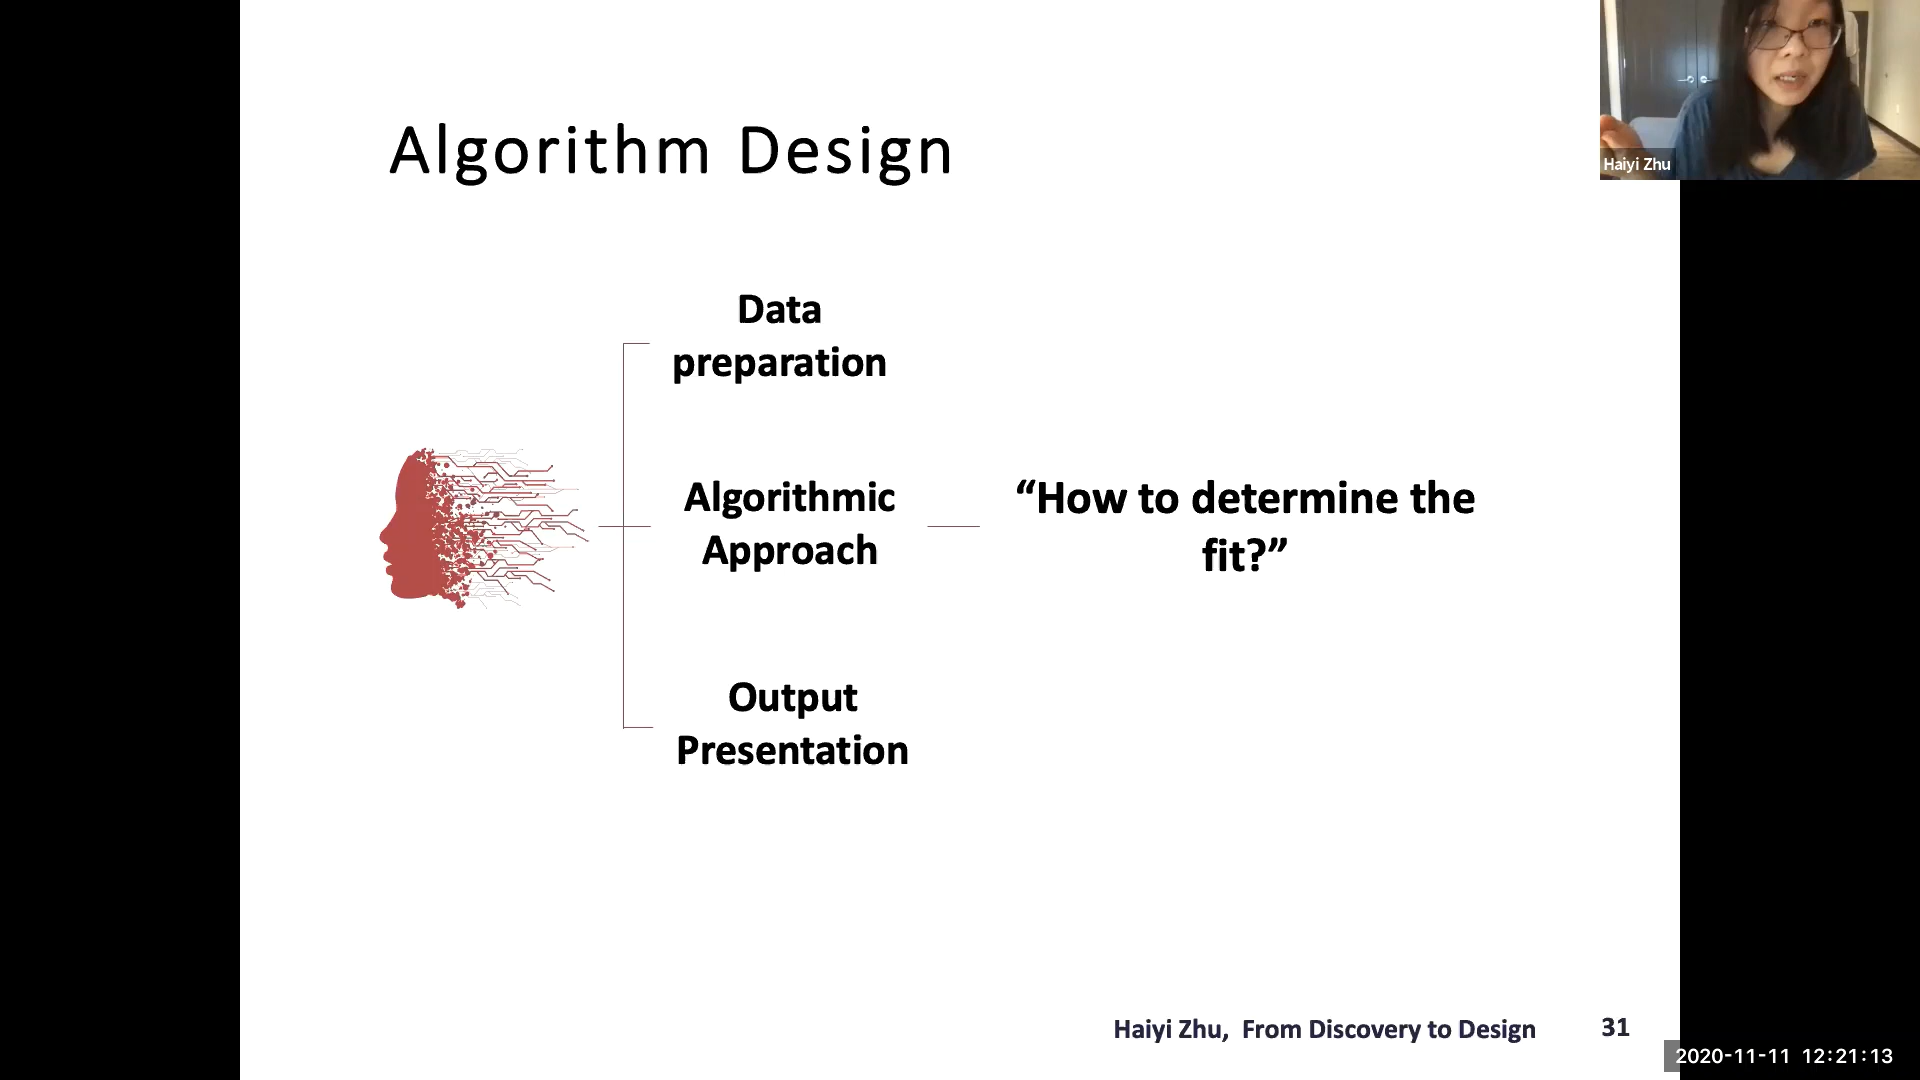 Algorithm Design
Haiyi Zhu
Data
preparation
Algorithmic
Approach
“How to determine the
fit?”
Output
Presentation
Haiyi Zhu,  From Discovery to Design
31
2020-11-11 12:21:13